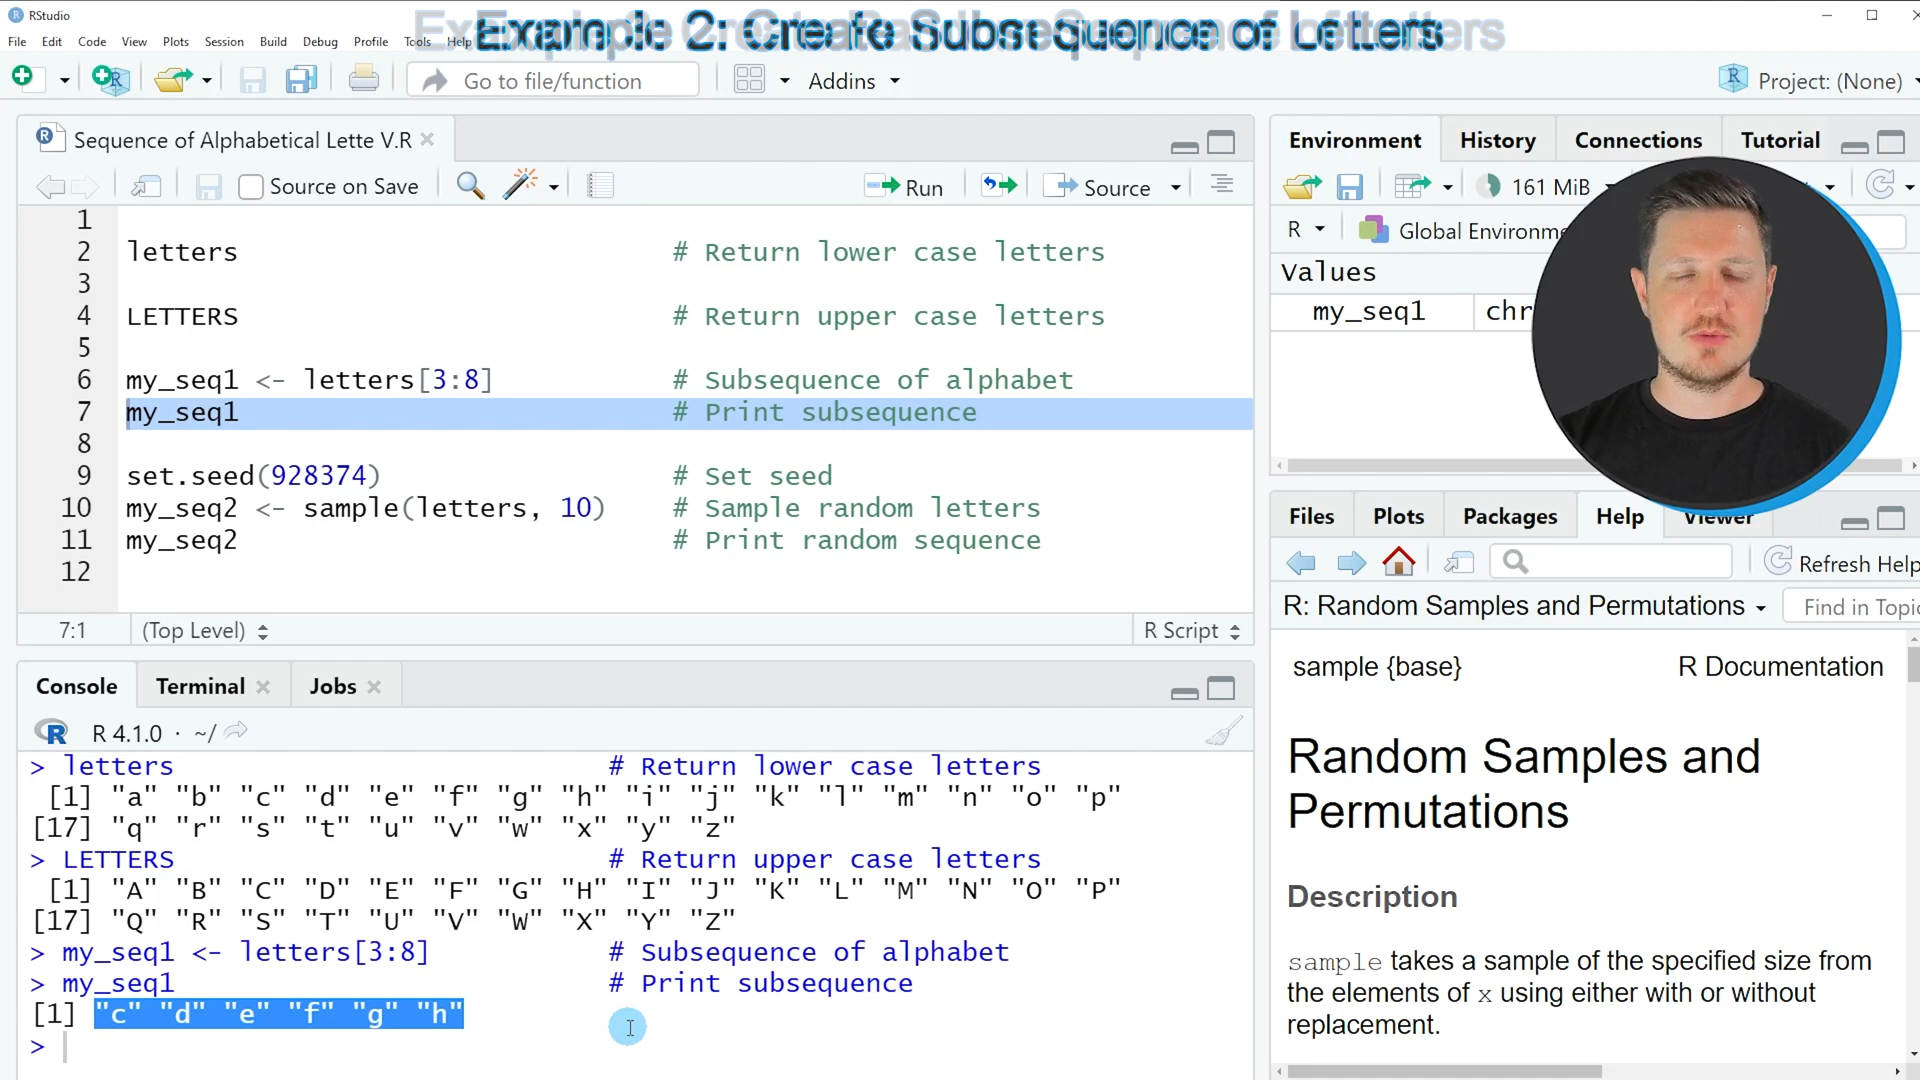 RStudio
Example 2: Create Subsequence of Letters
File Edit Code View Plots Session Build Debug Profile Tools Help
Go to file/function
Addins
Project: (None)
Sequence of Alphabetical Lette V.R
Source on Save
Run
Source
1
2 letters # Return lower case letters
3
4 LETTERS # Return upper case letters
5
6 my_seq1 <- letters[3:8] # Subsequence of alphabet
7 my_seq1 # Print subsequence
8
9 set.seed(928374) # Set seed
10 my_seq2 <- sample(letters, 10) # Sample random letters
11 my_seq2 # Print random sequence
12
7:1 (Top Level) R Script
Console Terminal Jobs
R 4.1.0 · ~/
> letters # Return lower case letters
[1] "a" "b" "c" "d" "e" "f" "g" "h" "i" "j" "k" "l" "m" "n" "o" "p"
[17] "q" "r" "s" "t" "u" "v" "w" "x" "y" "z"
> LETTERS # Return upper case letters
[1] "A" "B" "C" "D" "E" "F" "G" "H" "I" "J" "K" "L" "M" "N" "O" "P"
[17] "Q" "R" "S" "T" "U" "V" "W" "X" "Y" "Z"
> my_seq1 <- letters[3:8] # Subsequence of alphabet
> my_seq1 # Print subsequence
[1] "c" "d" "e" "f" "g" "h"
>
Environment History Connections Tutorial
161 MiB
R Global Environme
Values
my_seq1 chr
Files Plots Packages Help Viewer
Refresh Help
R: Random Samples and Permutations Find in Topic
sample {base} R Documentation
Random Samples and
Permutations
Description
sample takes a sample of the specified size from
the elements of x using either with or without
replacement.